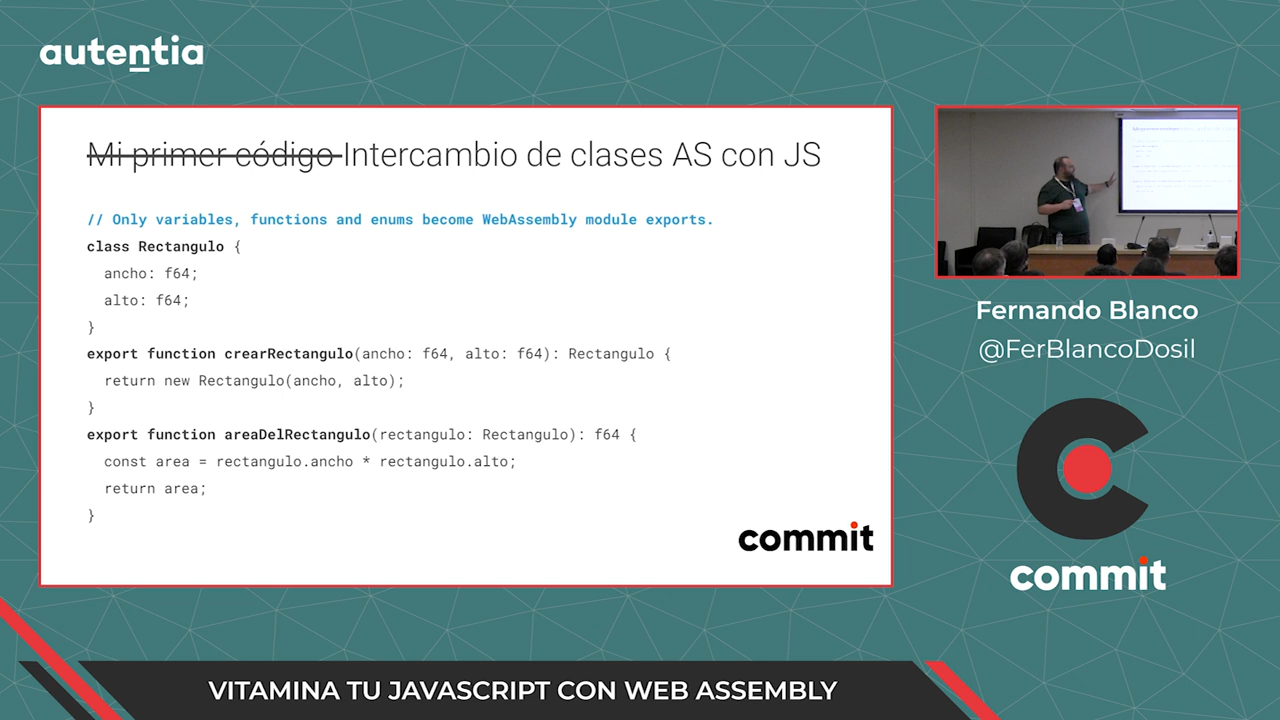 autentia
Mi primer código Intercambio de clases AS con JS
// Only variables, functions and enums become WebAssembly module exports.
class Rectangulo {
ancho: f64;
alto: f64;
}
export function crearRectangulo(ancho: f64, alto: f64): Rectangulo {
return new Rectangulo(ancho, alto);
}
export function areaDelRectangulo(rectangulo: Rectangulo): f64 {
const area = rectangulo.ancho * rectangulo.alto;
return area;
}
commit
Fernando Blanco
@FerBlancoDosil
commit
VITAMINA TU JAVASCRIPT CON WEB ASSEMBLY